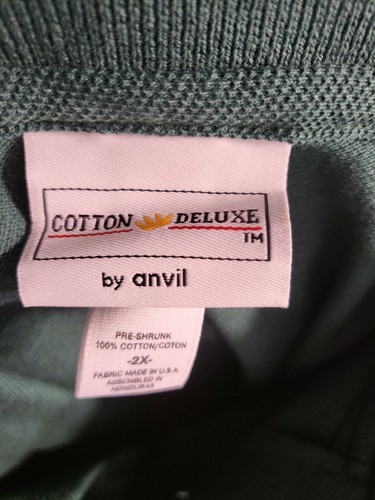 COTTON DELUXE
TM
by anvil
PRE-SHRUNK
100% COTTON/COTON
-2X-
FABRIC MADE IN U.S.A
ASSEMBLED IN
HONDURAS